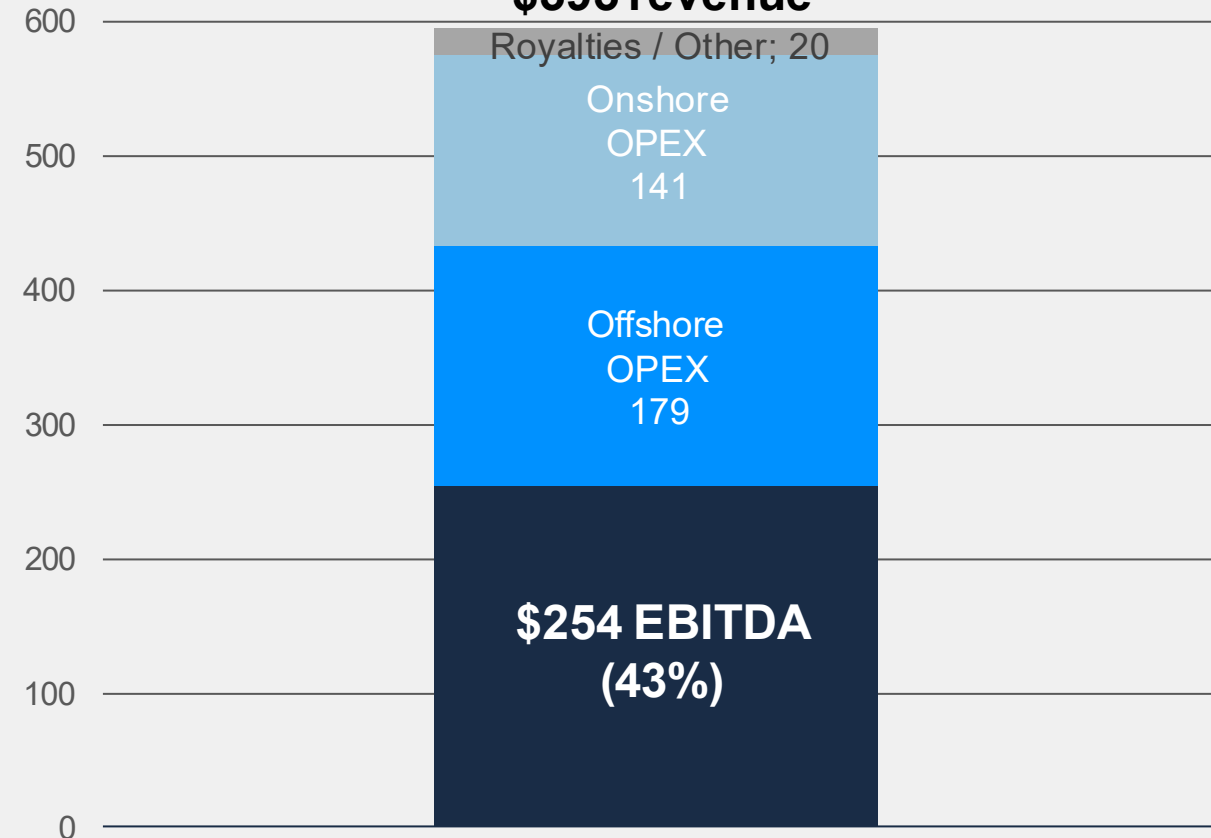 revenue
600
Royalties / Other; 20
Onshore
OPEX
141
500
400
Offshore
OPEX
179
300
200
$254 EBITDA
(43%)
100
0